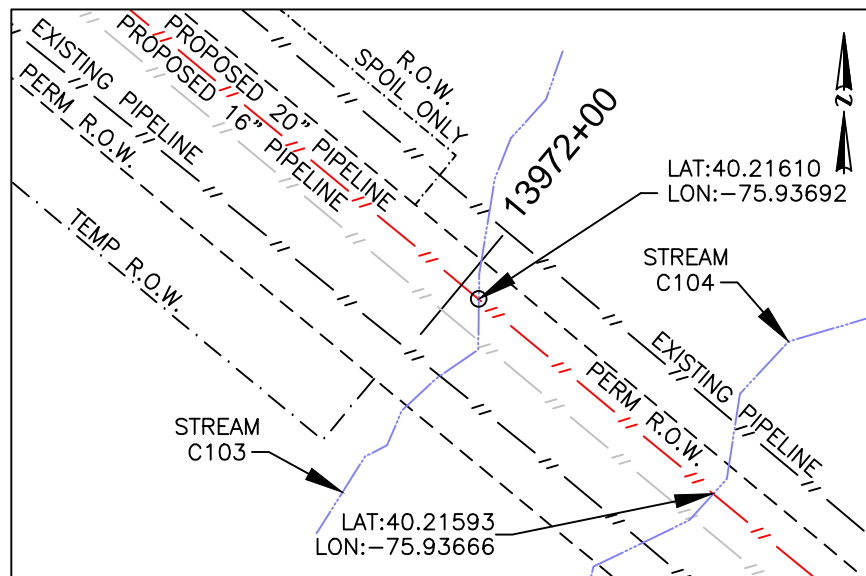 R.O.W.
SPOIL ONLY
PROPOSED 20” PIPELINE
PROPOSED 16” PIPELINE
EXISTING PIPELINE
PERM R.O.W.
TEMP R.O.W.
13972+00
N
LAT:40.21610
LON:-75.93692
STREAM
C104
EXISTING PIPELINE
PERM R.O.W.
STREAM
C103
LAT:40.21593
LON:-75.93666